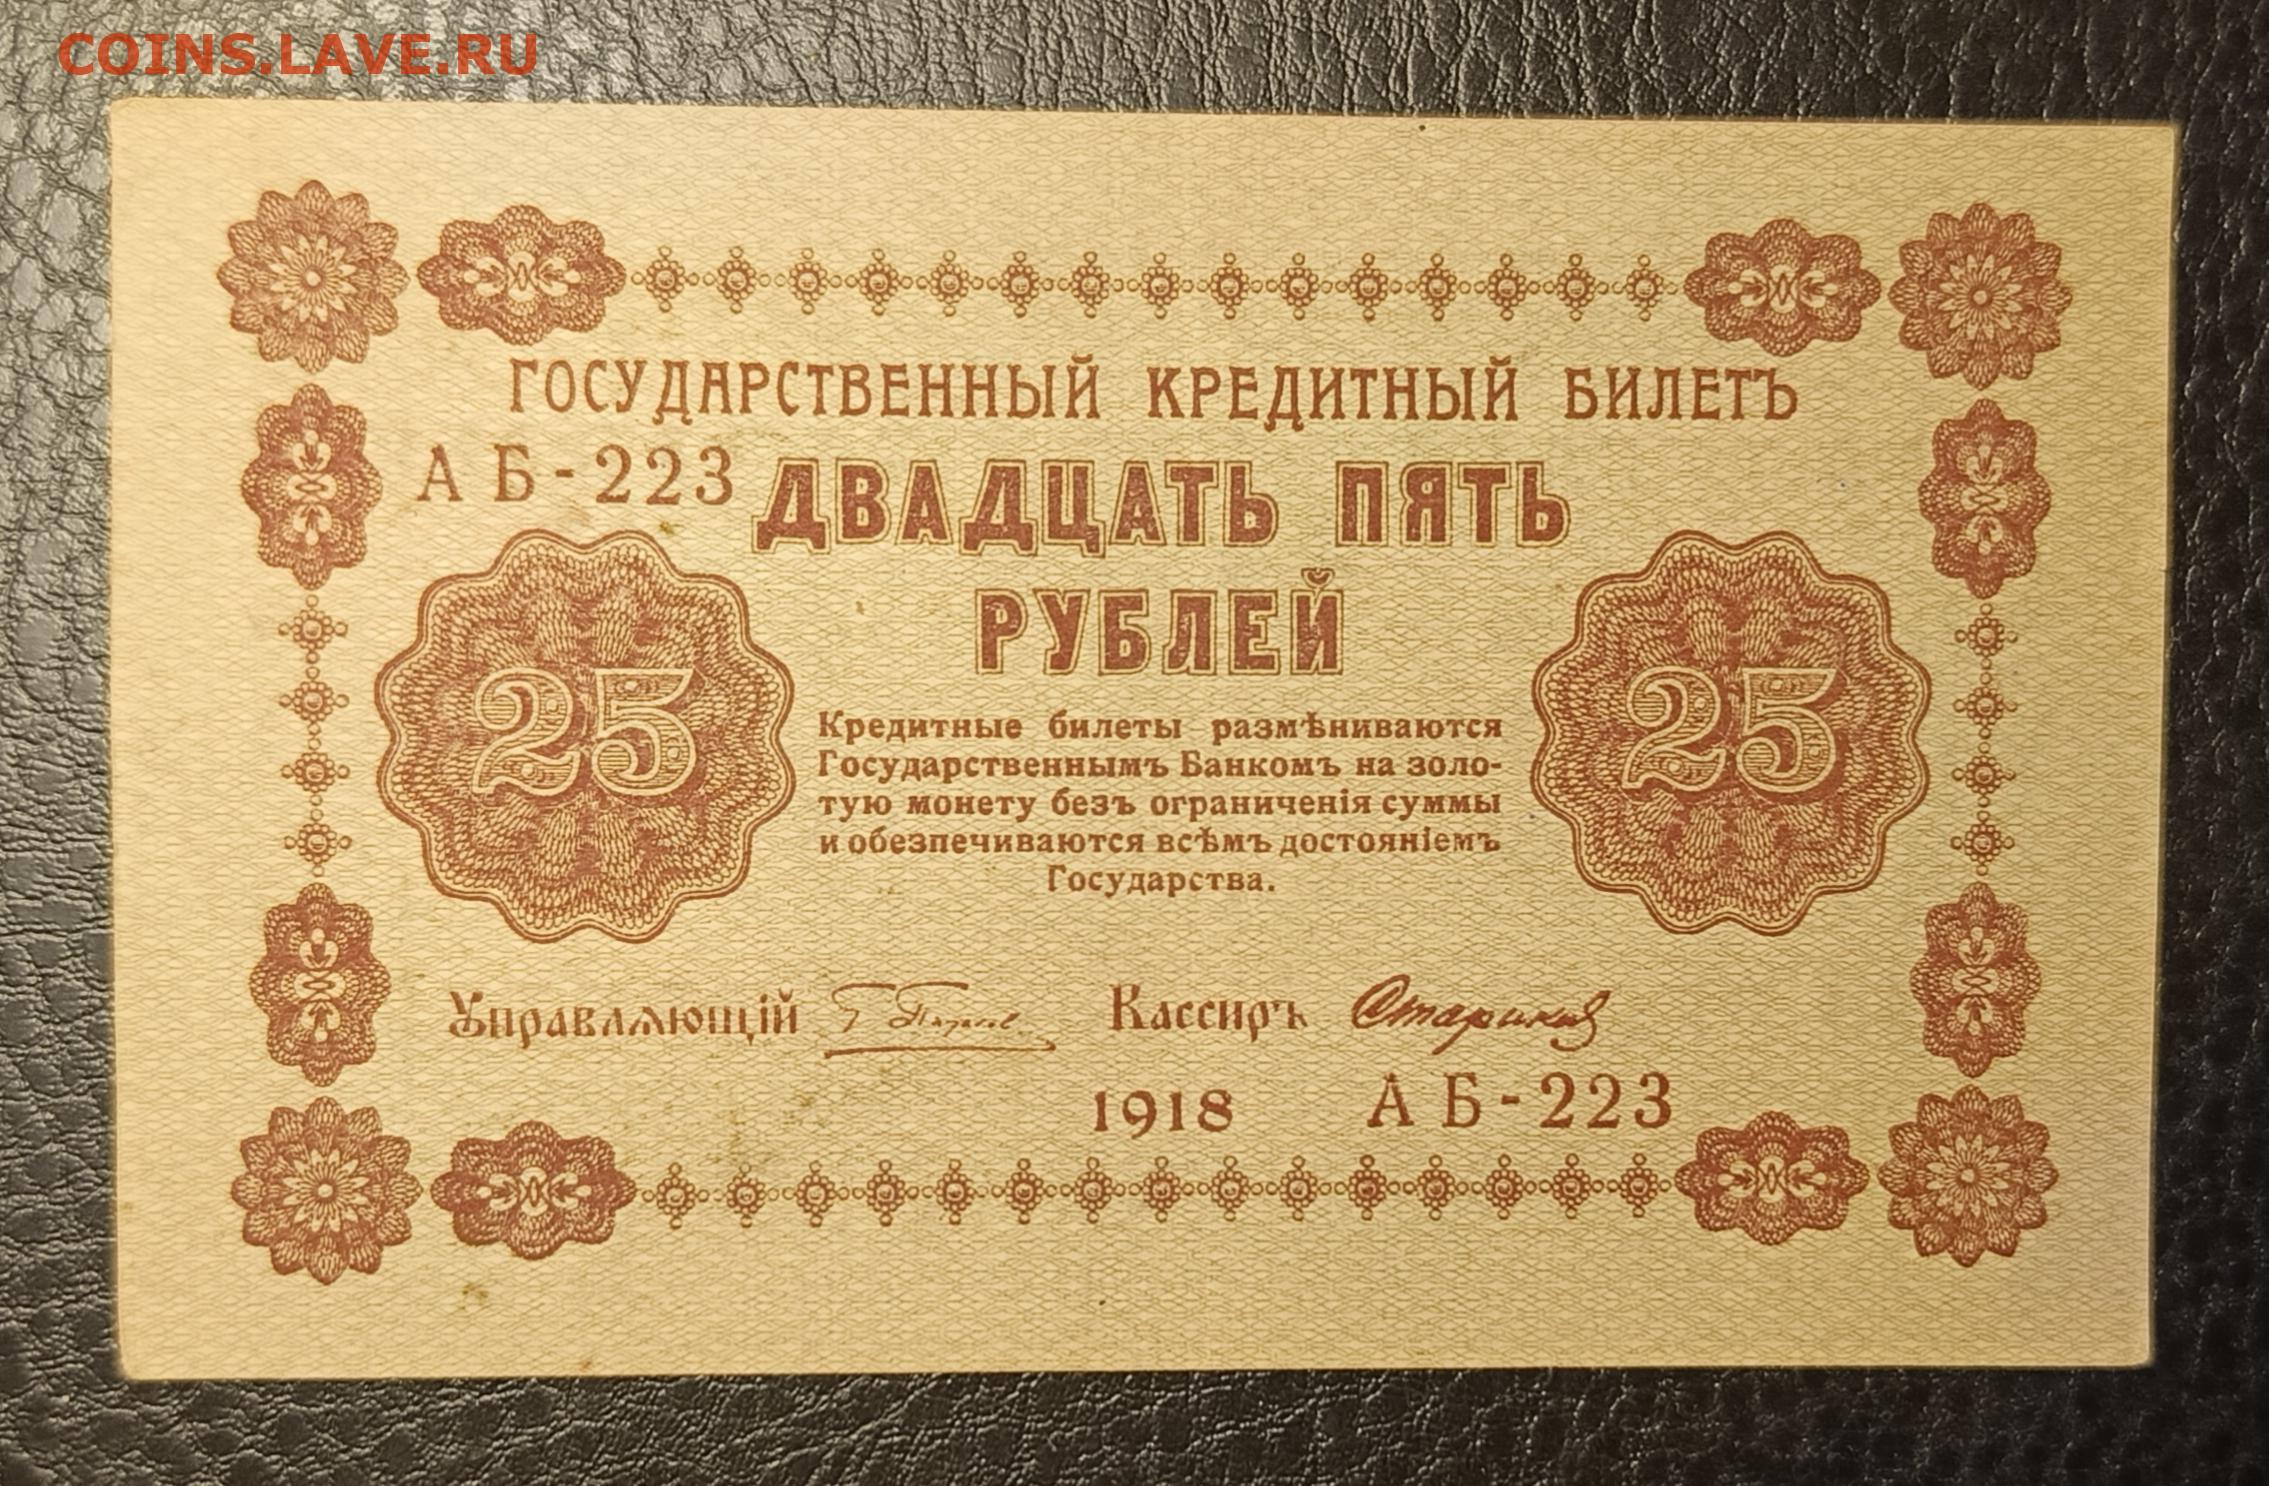 COINS.LAVE.RU
ГОСУДАРСТВЕННЫЙ КРЕДИТНЫЙ БИЛЕТЪ
АБ-223
ДВАДЦАТЬ ПЯТЬ
РУБЛЕЙ
25
25
Кредитные билеты размѣниваются
Государственнымъ Банкомъ на золо-
тую монету безъ ограниченія суммы
и обезпечиваются всѣмъ достояніемъ
Государства.
Управляющій Кассиръ
1918 АБ-223